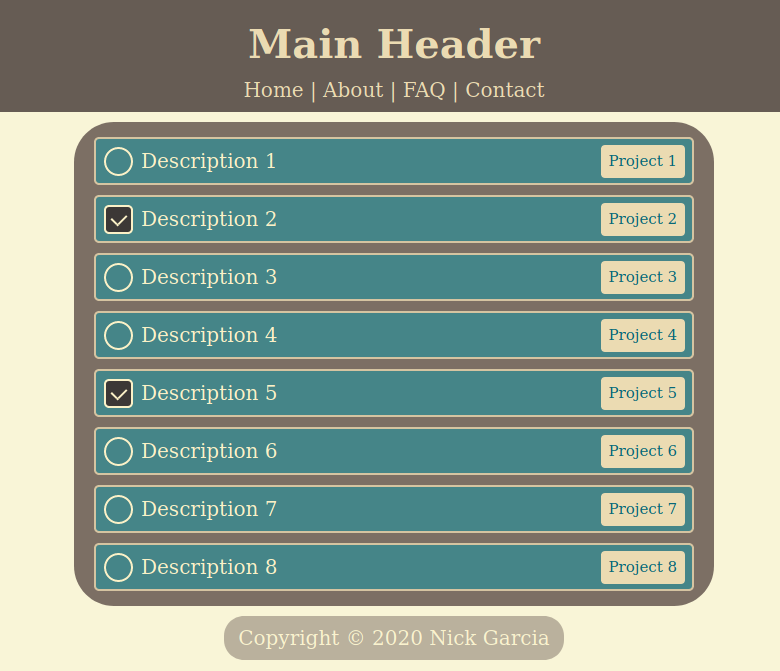 Main Header
Home | About | FAQ | Contact
Description 1 Project 1
Description 2 Project 2
Description 3 Project 3
Description 4 Project 4
Description 5 Project 5
Description 6 Project 6
Description 7 Project 7
Description 8 Project 8
Copyright © 2020 Nick Garcia